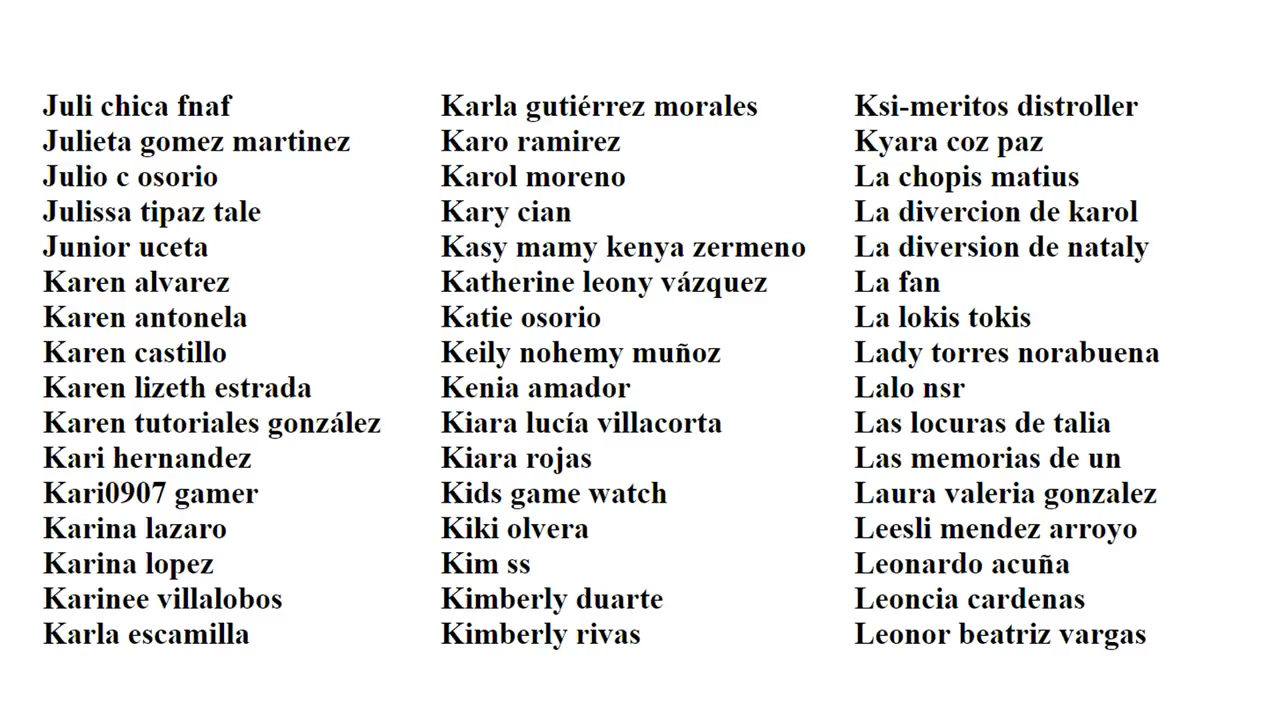 Juli chica fnaf
Julieta gomez martinez
Julio c osorio
Julissa tipaz tale
Junior uceta
Karen alvarez
Karen antonela
Karen castillo
Karen lizeth estrada
Karen tutoriales gonzález
Kari hernandez
Kari0907 gamer
Karina lazaro
Karina lopez
Karinee villalobos
Karla escamilla
Karla gutiérrez morales
Karo ramirez
Karol moreno
Kary cian
Kasy mamy kenya zermeno
Katherine leony vázquez
Katie osorio
Keily nohemy muñoz
Kenia amador
Kiara lucía villacorta
Kiara rojas
Kids game watch
Kiki olvera
Kim ss
Kimberly duarte
Kimberly rivas
Ksi-meritos distroller
Kyara coz paz
La chopis matius
La divercion de karol
La diversion de nataly
La fan
La lokis tokis
Lady torres norabuena
Lalo nsr
Las locuras de talia
Las memorias de un
Laura valeria gonzalez
Leesli mendez arroyo
Leonardo acuña
Leoncia cardenas
Leonor beatriz vargas